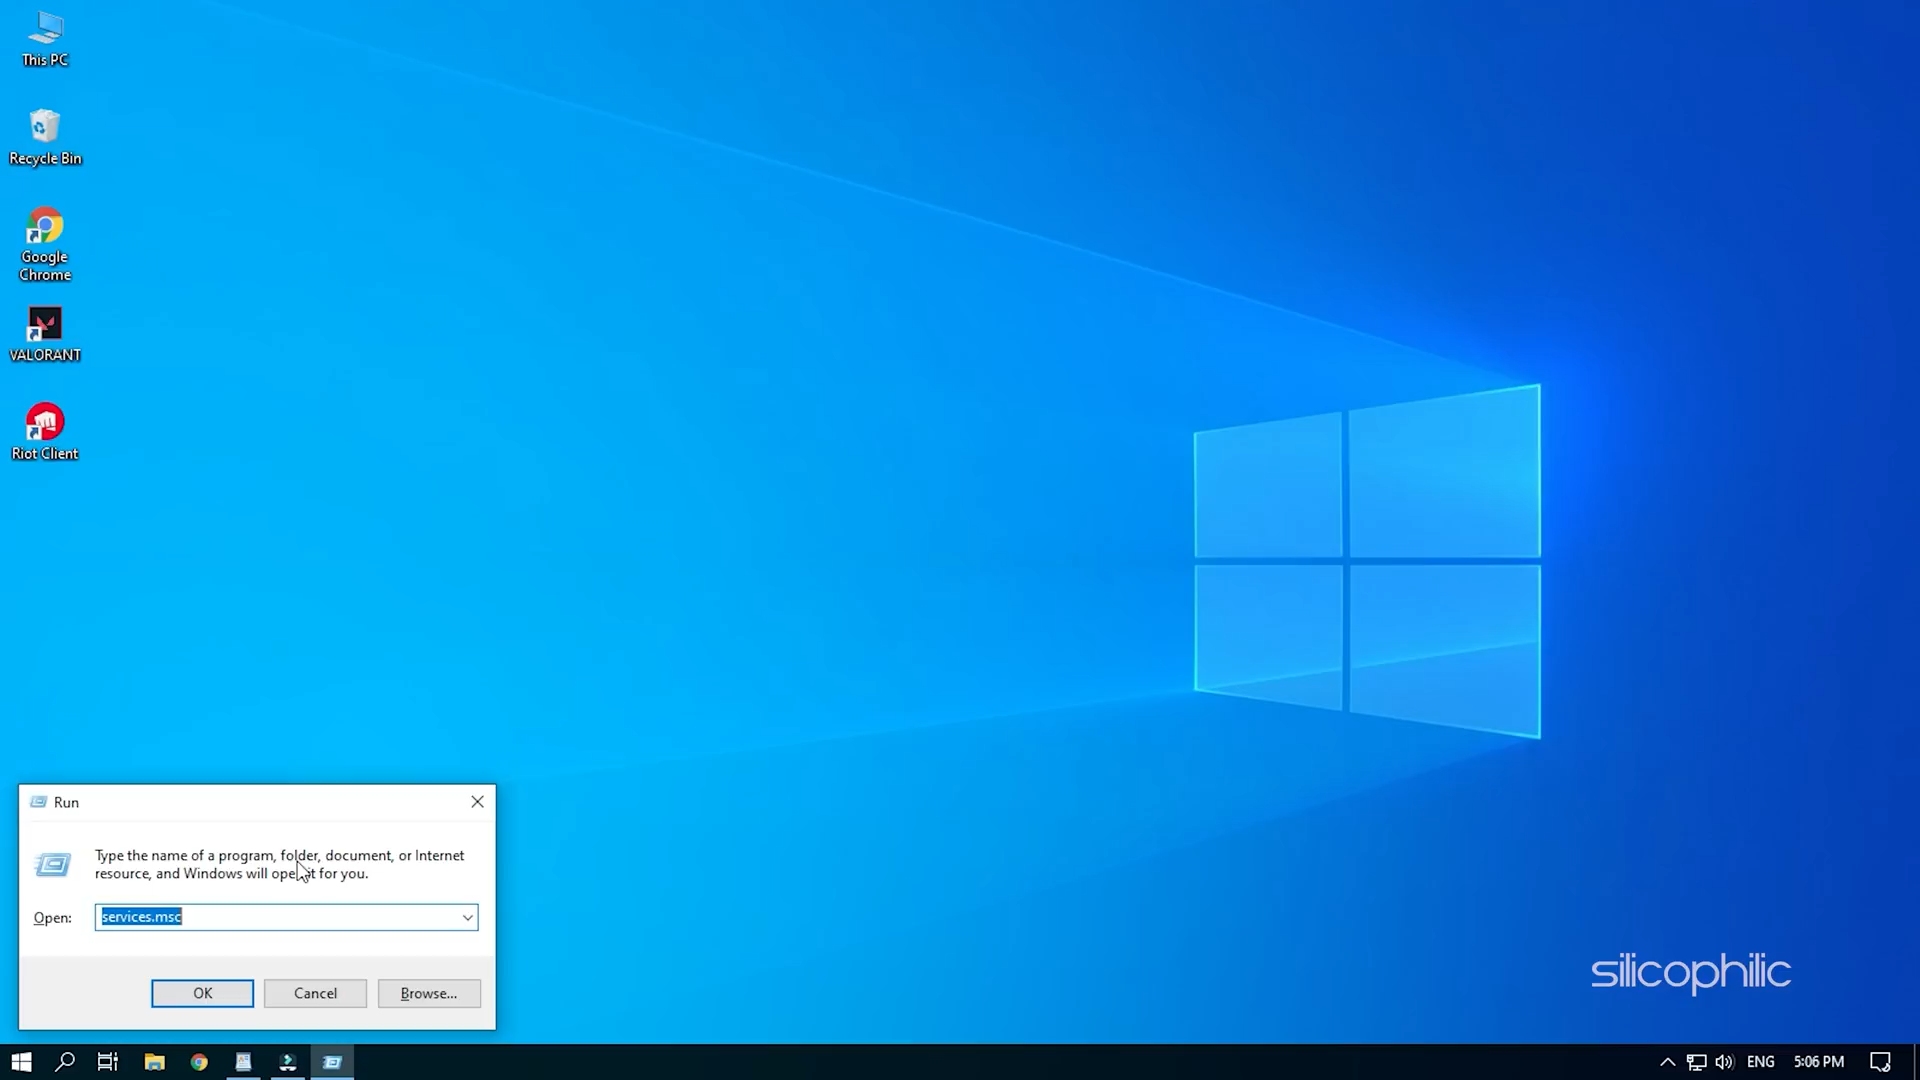 This PC
Recycle Bin
Google
Chrome
VALORANT
Riot Client
Run
Type the name of a program, folder, document, or Internet
resource, and Windows will open it for you.
Open:
services.msc
OK
Cancel
Browse...
silicophilic
ENG
5:06 PM